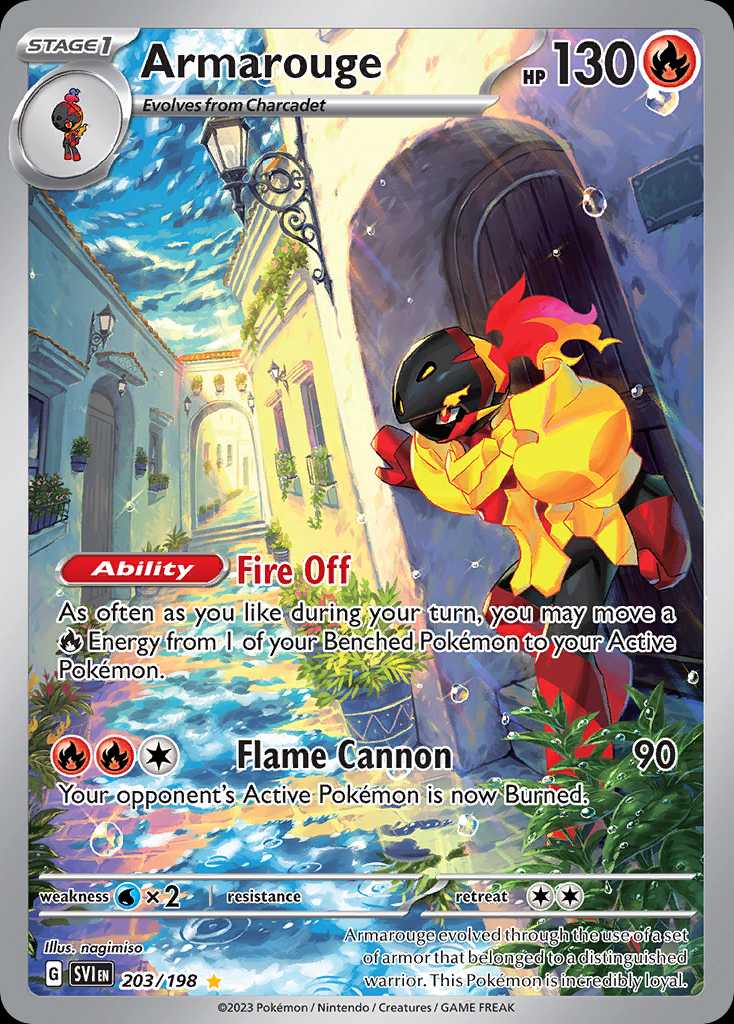 STAGE 1
Armarouge
HP 130
Evolves from Charcadet
Ability Fire Off
As often as you like during your turn, you may move a
Energy from 1 of your Benched Pokémon to your Active
Pokémon.
Flame Cannon 90
Your opponent's Active Pokémon is now Burned.
weakness ×2 resistance retreat
Illus. nagimiso
Armarouge evolved through the use of a set
of armor that belonged to a distinguished
warrior. This Pokémon is incredibly loyal.
G SVI EN 203/198
©2023 Pokémon / Nintendo / Creatures / GAME FREAK